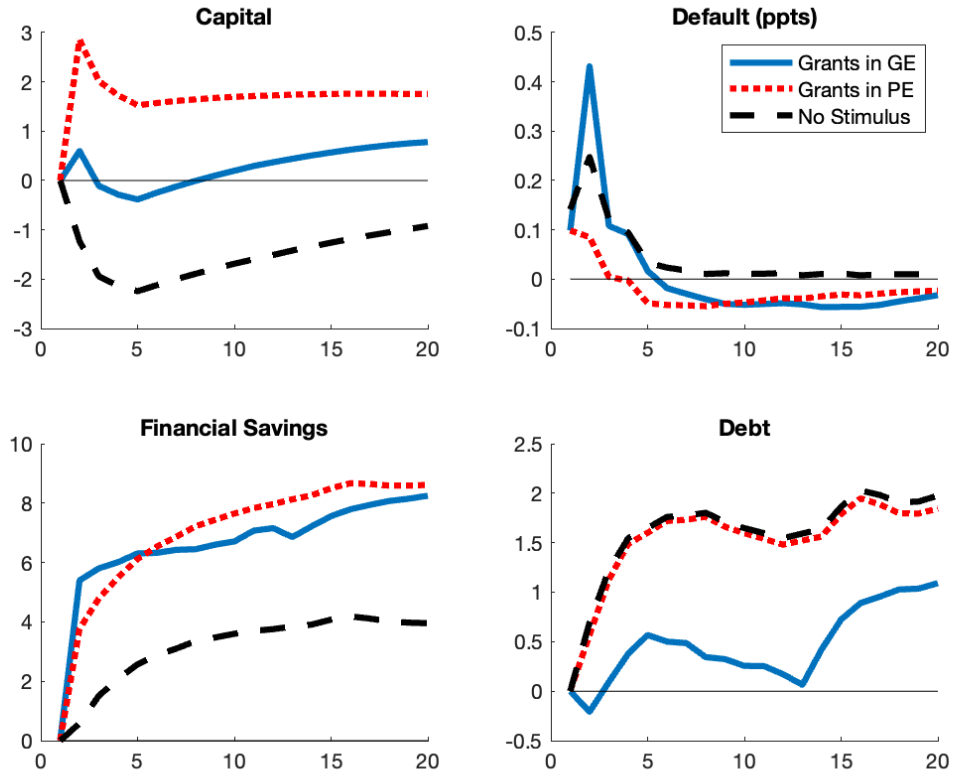 Capital
3
2
1
0
-1
-2
-3
0 5 10 15 20
Default (ppts)
0.5
0.4
0.3
0.2
0.1
0
-0.1
0 5 10 15 20
Grants in GE
Grants in PE
No Stimulus
Financial Savings
10
8
6
4
2
0
0 5 10 15 20
Debt
2.5
2
1.5
1
0.5
0
-0.5
0 5 10 15 20